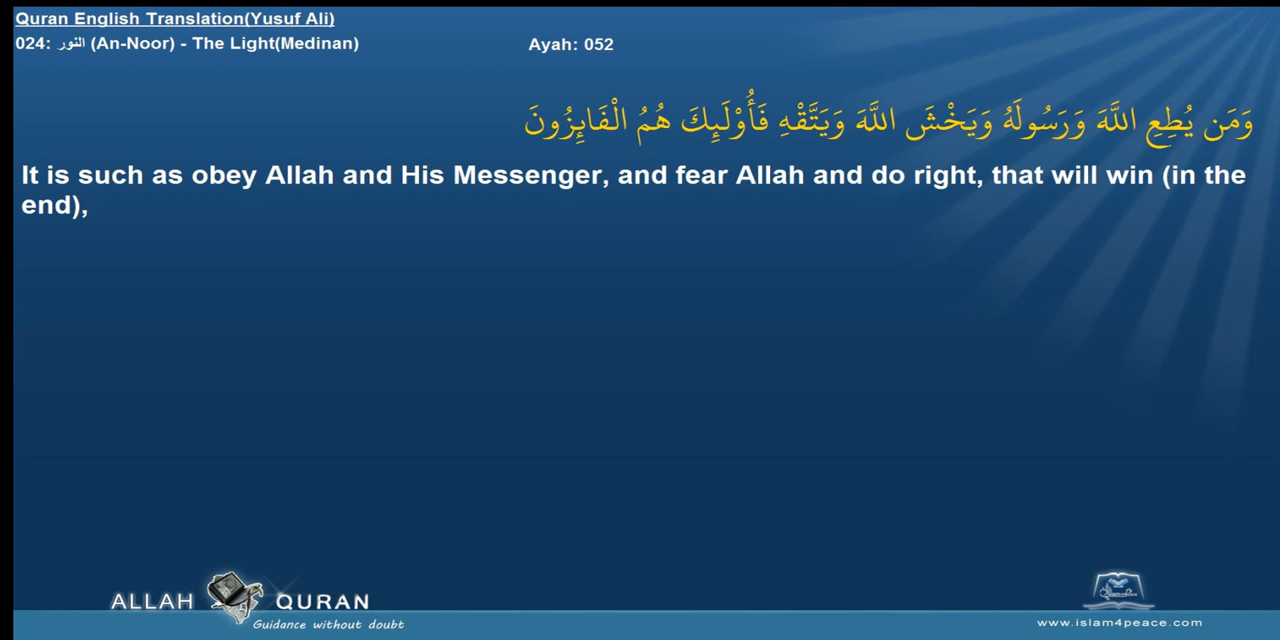 Quran English Translation(Yusuf Ali)
024: النور (An-Noor) - The Light(Medinan)
Ayah: 052
وَمَن يُطِعِ اللَّهَ وَرَسُولَهُ وَيَخْشَ اللَّهَ وَيَتَّقْهِ فَأُوْلَئِكَ هُمُ الْفَائِزُونَ
It is such as obey Allah and His Messenger, and fear Allah and do right, that will win (in the
end),
ALLAH QURAN
Guidance without doubt
www.islam4peace.com